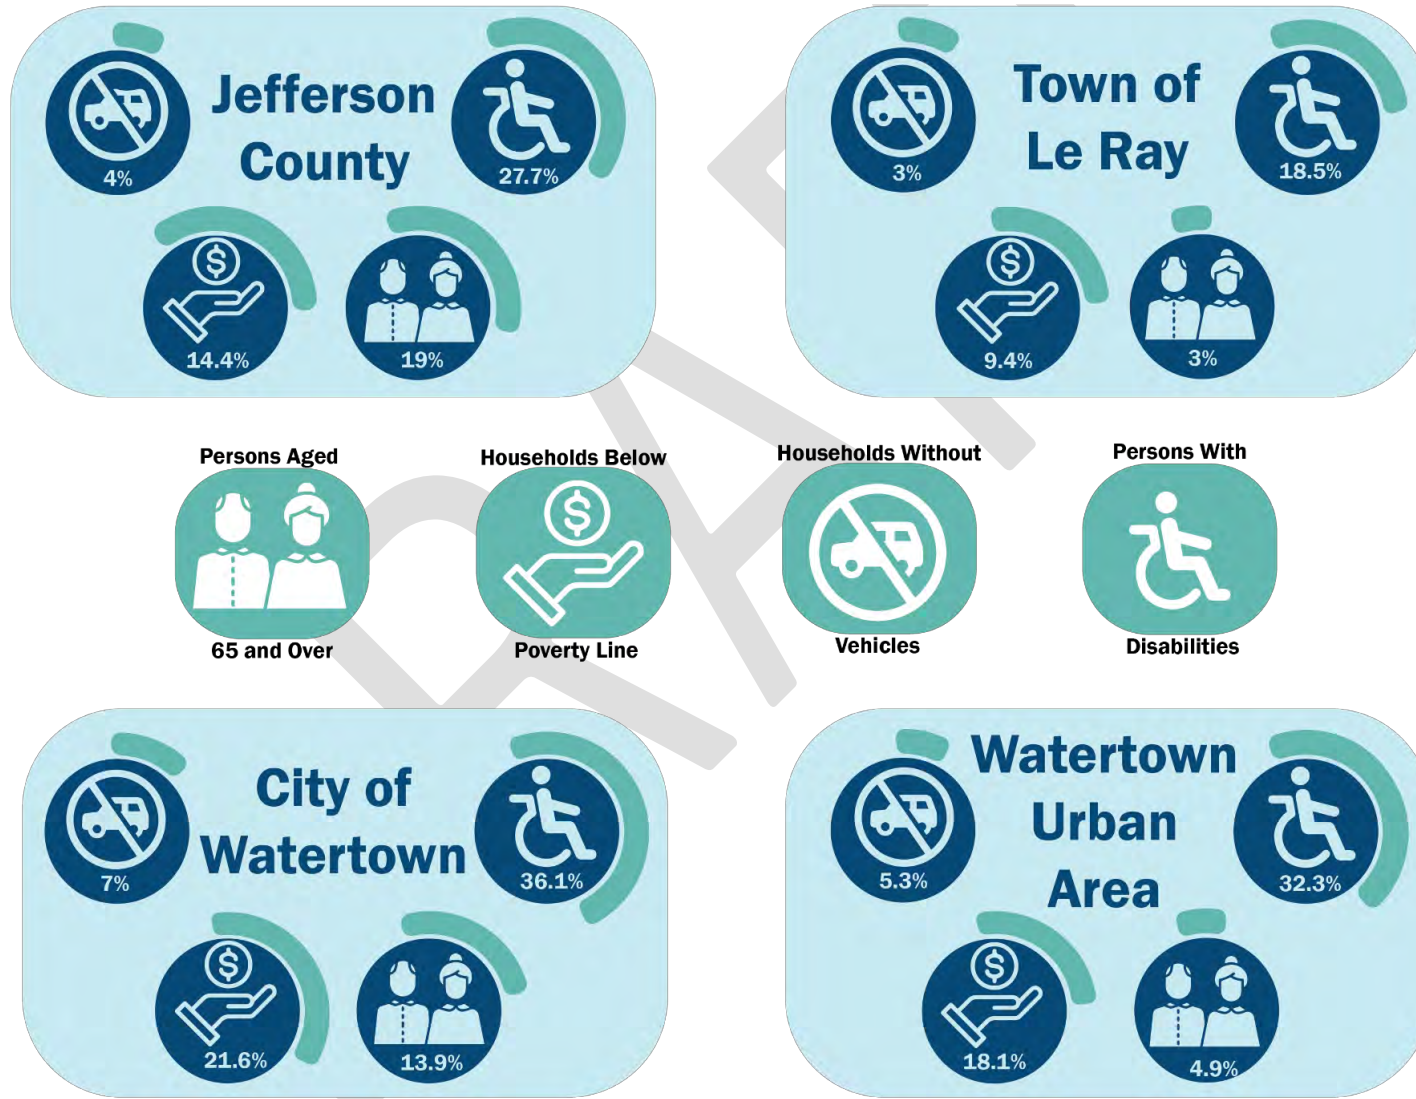 Jefferson
County
4%
27.7%
14.4%
19%
Town of
Le Ray
3%
18.5%
9.4%
3%
Persons Aged
65 and Over
Households Below
Poverty Line
Households Without
Vehicles
Persons With
Disabilities
City of
Watertown
7%
36.1%
21.6%
13.9%
Watertown
Urban
Area
5.3%
32.3%
18.1%
4.9%